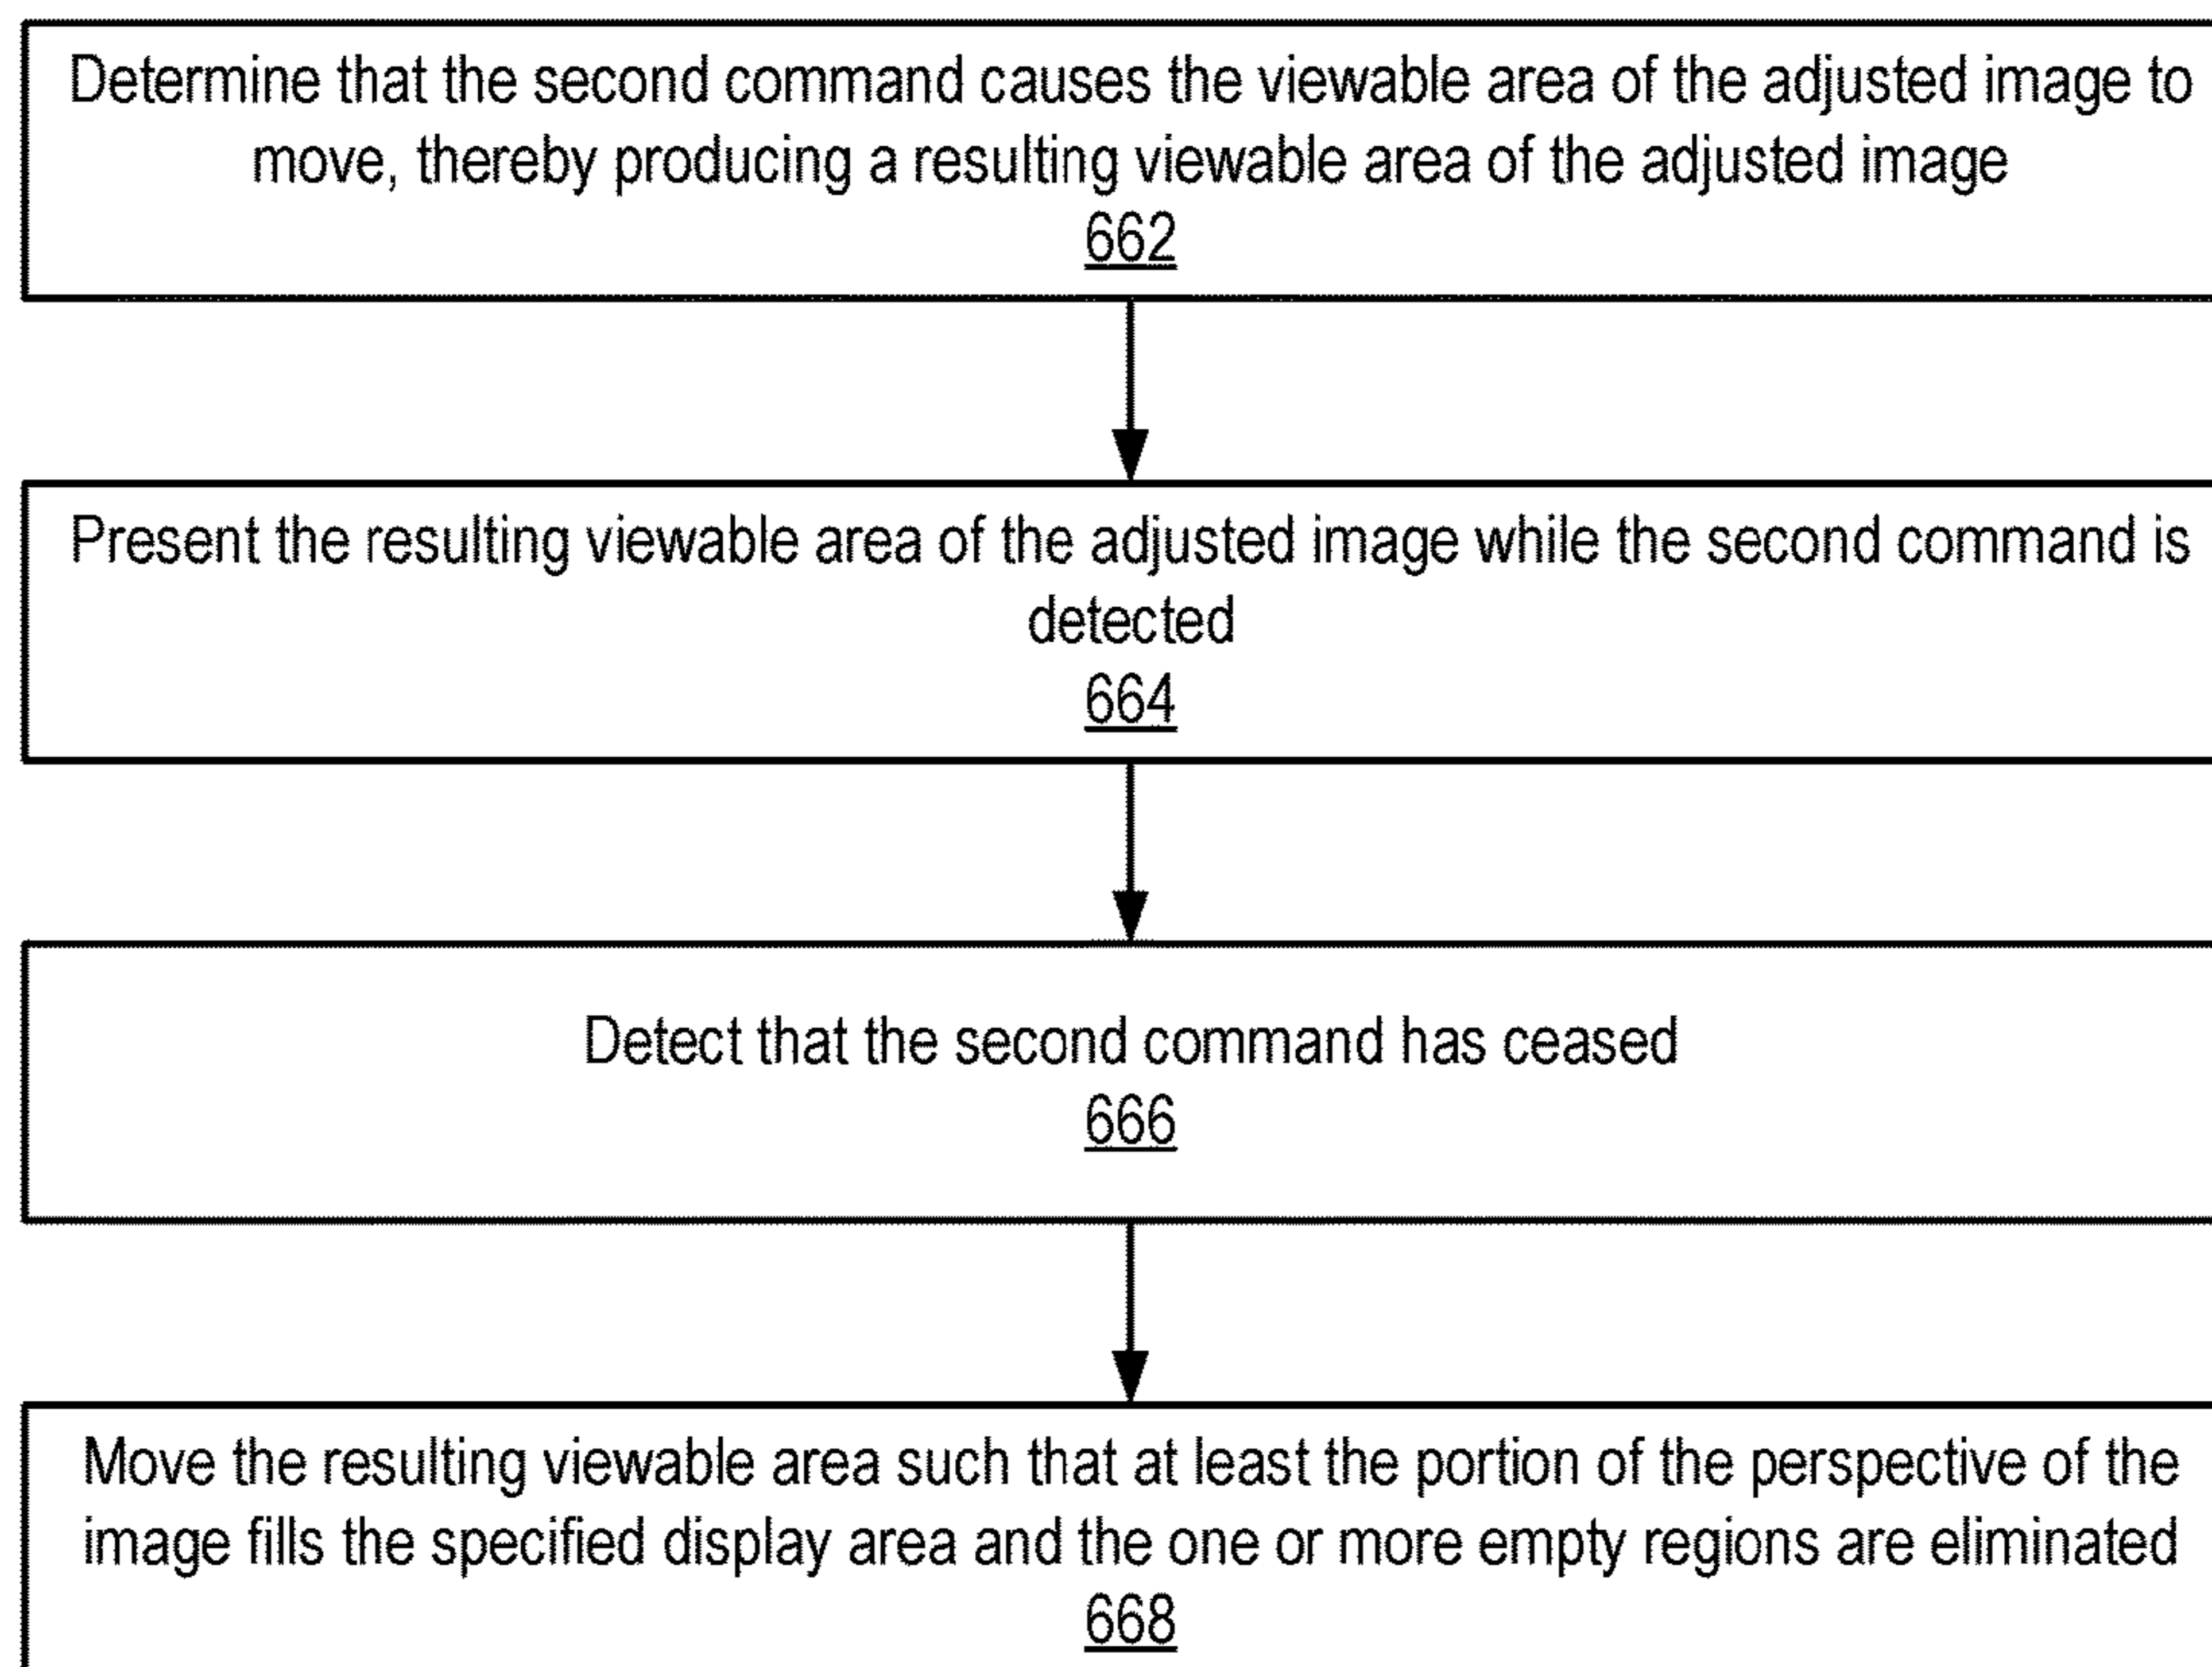 Determine that the second command causes the viewable area of the adjusted image to
move, thereby producing a resulting viewable area of the adjusted image
662
Present the resulting viewable area of the adjusted image while the second command is
detected
664
Detect that the second command has ceased
666
Move the resulting viewable area such that at least the portion of the perspective of the
image fills the specified display area and the one or more empty regions are eliminated
668